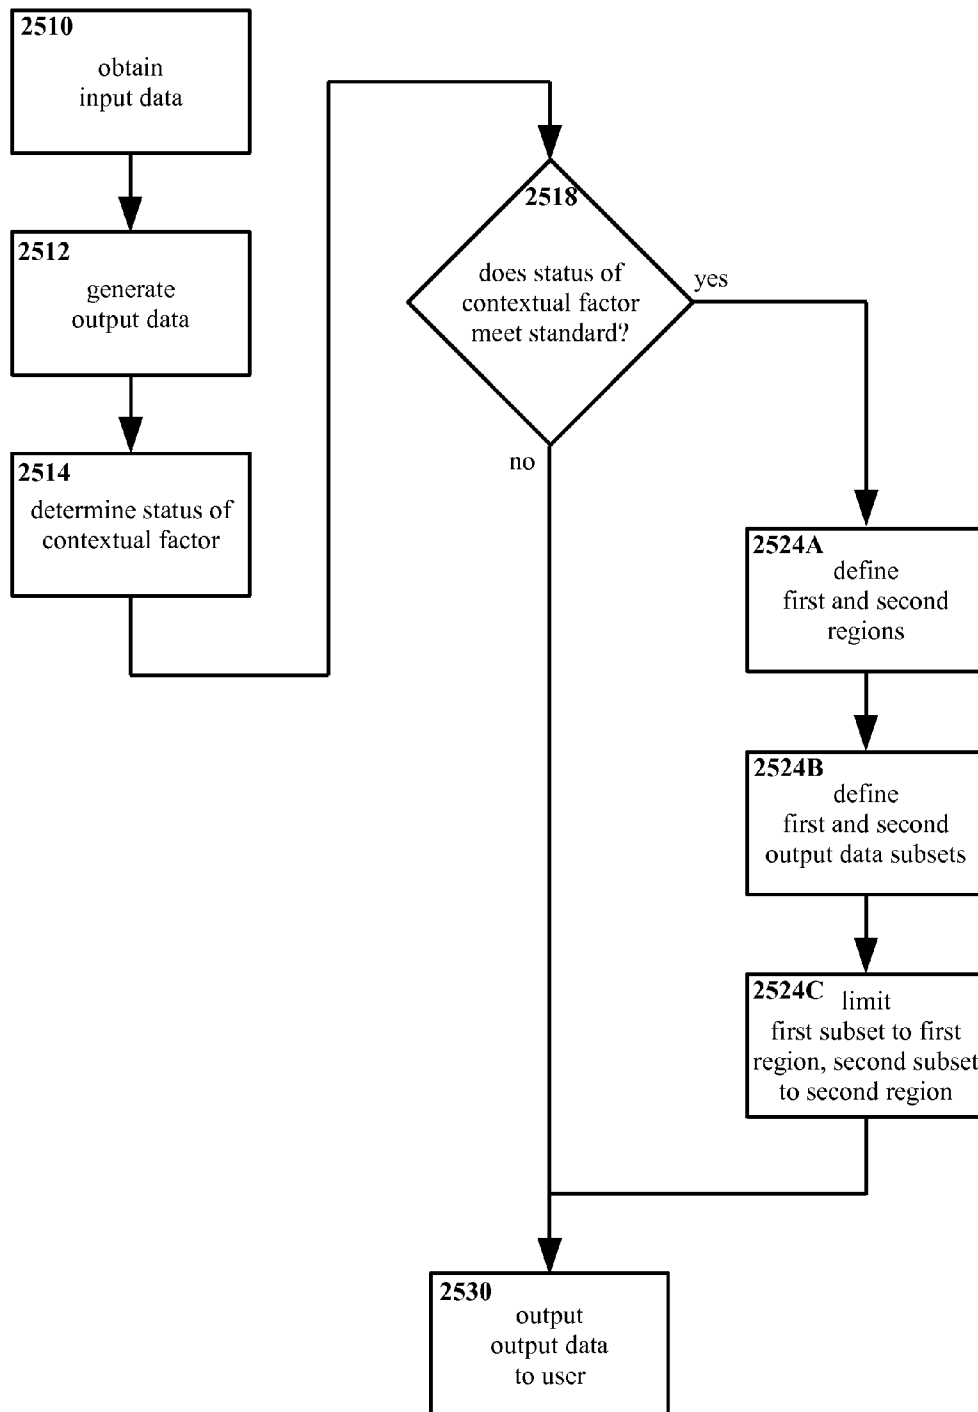 2510
obtain
input data
2512
generate
output data
2514
determine status of
contextual factor
2518
does status of
contextual factor
meet standard?
yes
no
2524A
define
first and second
regions
2524B
define
first and second
output data subsets
2524C
limit
first subset to first
region, second subset
to second region
2530
output
output data
to user